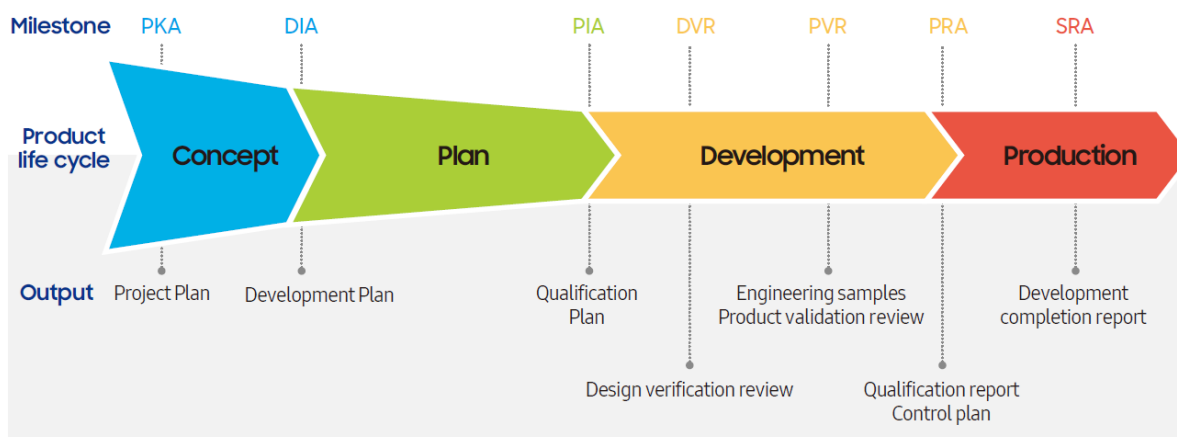 Milestone PKA DIA PIA DVR PVR PRA SRA
Product
life cycle
Concept Plan Development Production
Output
Project Plan
Development Plan
Qualification
Plan
Engineering samples
Product validation review
Development
completion report
Design verification review
Qualification report
Control plan